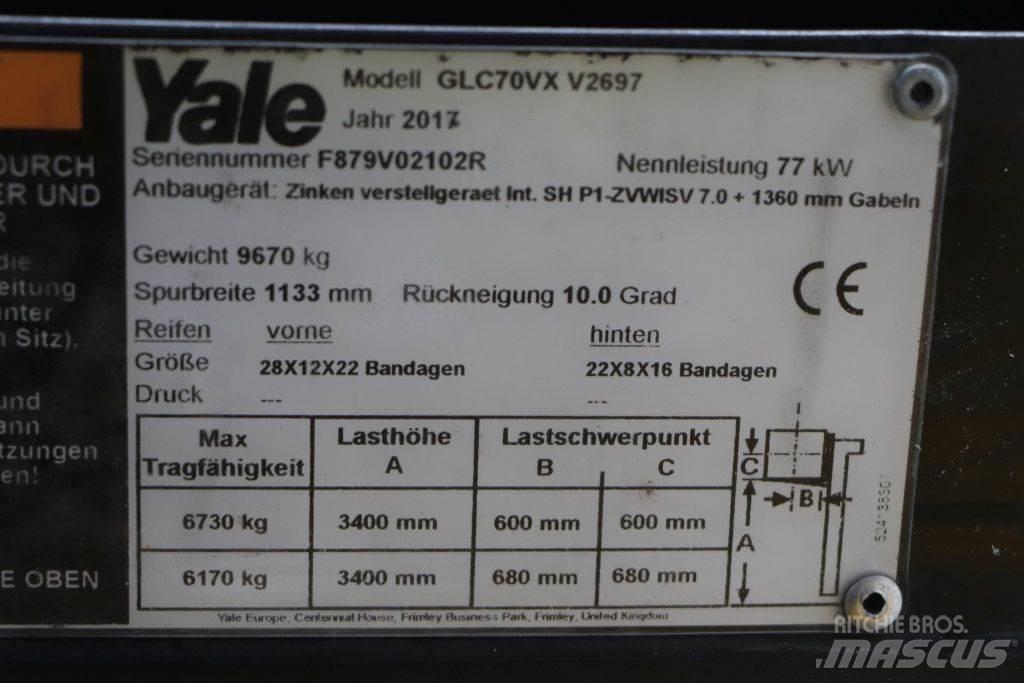 Yale
Modell GLC70VX V2697
Jahr 2017
Seriennummer F879V02102R Nennleistung 77 kW
Anbaugerät: Zinken verstellgeraet Int. SH P1-ZVWISV 7.0 + 1360 mm Gabeln
Gewicht 9670 kg
Spurbreite 1133 mm Rückneigung 10.0 Grad
CE
Reifen vorne hinten
Größe 28X12X22 Bandagen 22X8X16 Bandagen
Druck --- ---
Max Tragfähigkeit Lasthöhe A Lastschwerpunkt B C
6730 kg 3400 mm 600 mm 600 mm
6170 kg 3400 mm 680 mm 680 mm
C
B
A
524138307
Yale Europe, Centennial House, Frimley Business Park, Frimley, United Kingdom
DURCH
ER UND
R
die
eitung
unter
n Sitz).
und
ann
tzungen
en!
E OBEN
RITCHIE BROS.
MASCUS